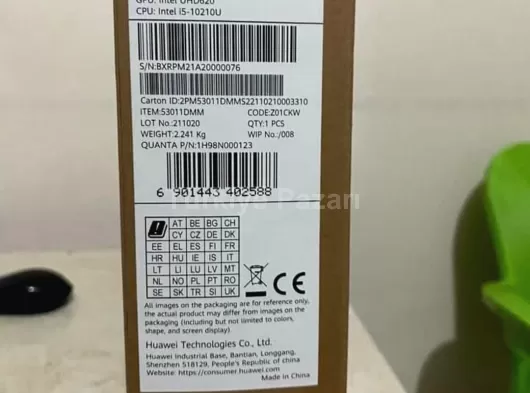 GPU: Intel UHD620
CPU: Intel i5-10210U
S/N:BXRPM21A20000076
Carton ID:2PM53011DMMS22110210003310
ITEM:53011DMM CODE:Z01CKW
LOT No.:211020 QTY:1 PCS
WEIGHT:2.241 Kg WIP No.:/008
QUANTA P/N:1H98N000123
6 901443 402588
Türkiye Pazarı
AT BE BG CH
CY CZ DE DK
EE EL ES FI FR
HR HU IE IS IT
LT LI LU LV MT
NL NO PL PT RO
SE SK TR SI UK
CE
All images on the packaging are for reference only,
the actual product may differ from images on the
packaging (including but not limited to colors,
shape, and screen display).
Huawei Technologies Co., Ltd.
Huawei Industrial Base, Bantian, Longgang,
Shenzhen 518129, People's Republic of china
Website: https://consumer.huawei.com
Made in China